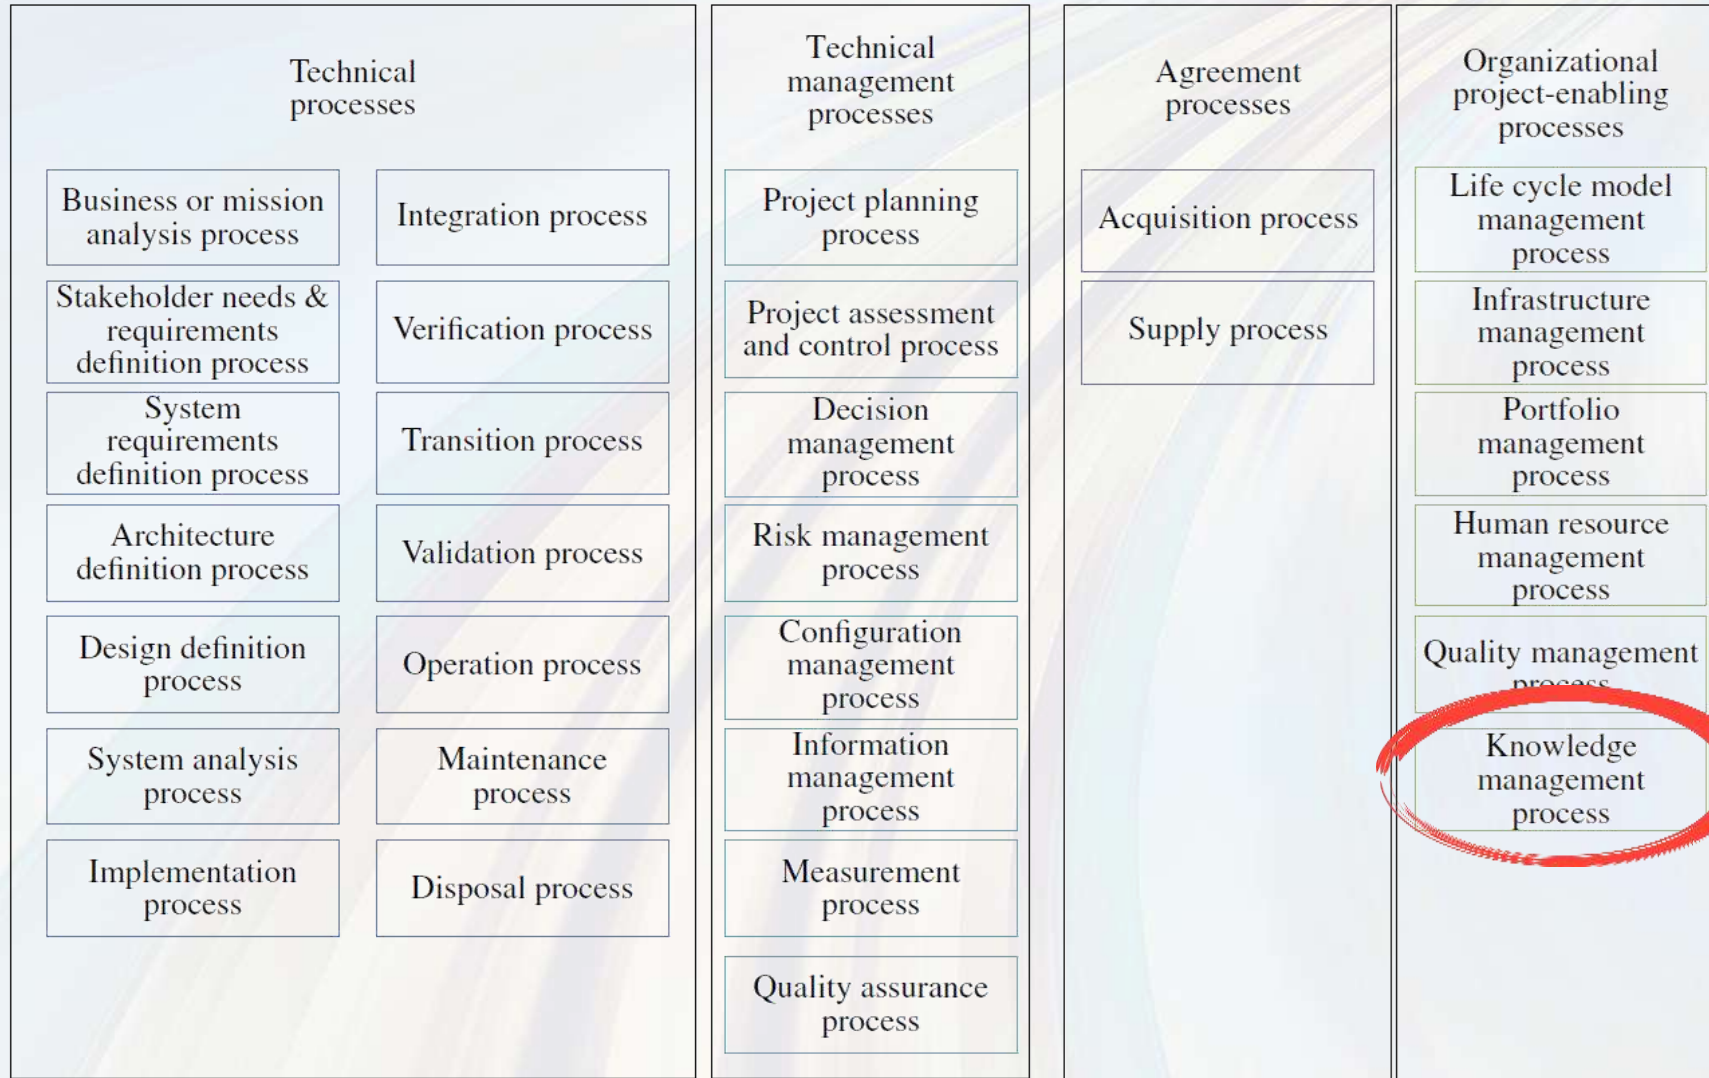 Technical
processes
Business or mission
analysis process
Stakeholder needs &
requirements
definition process
System
requirements
definition process
Architecture
definition process
Design definition
process
System analysis
process
Implementation
process
Integration process
Verification process
Transition process
Validation process
Operation process
Maintenance
process
Disposal process
Technical
management
processes
Project planning
process
Project assessment
and control process
Decision
management
process
Risk management
process
Configuration
management
process
Information
management
process
Measurement
process
Quality assurance
process
Agreement
processes
Acquisition process
Supply process
Organizational
project-enabling
processes
Life cycle model
management
process
Infrastructure
management
process
Portfolio
management
process
Human resource
management
process
Quality management
process
Knowledge
management
process